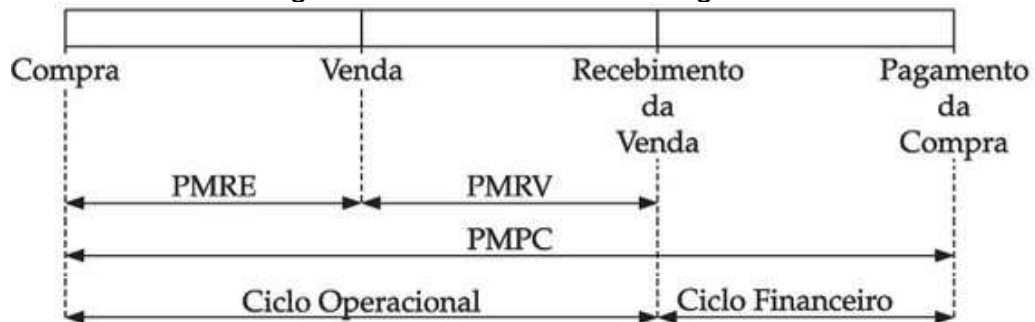 Compra Venda Recebimento Pagamento
da da
Venda Compra
PMRE PMRV
PMPC
Ciclo Operacional Ciclo Financeiro